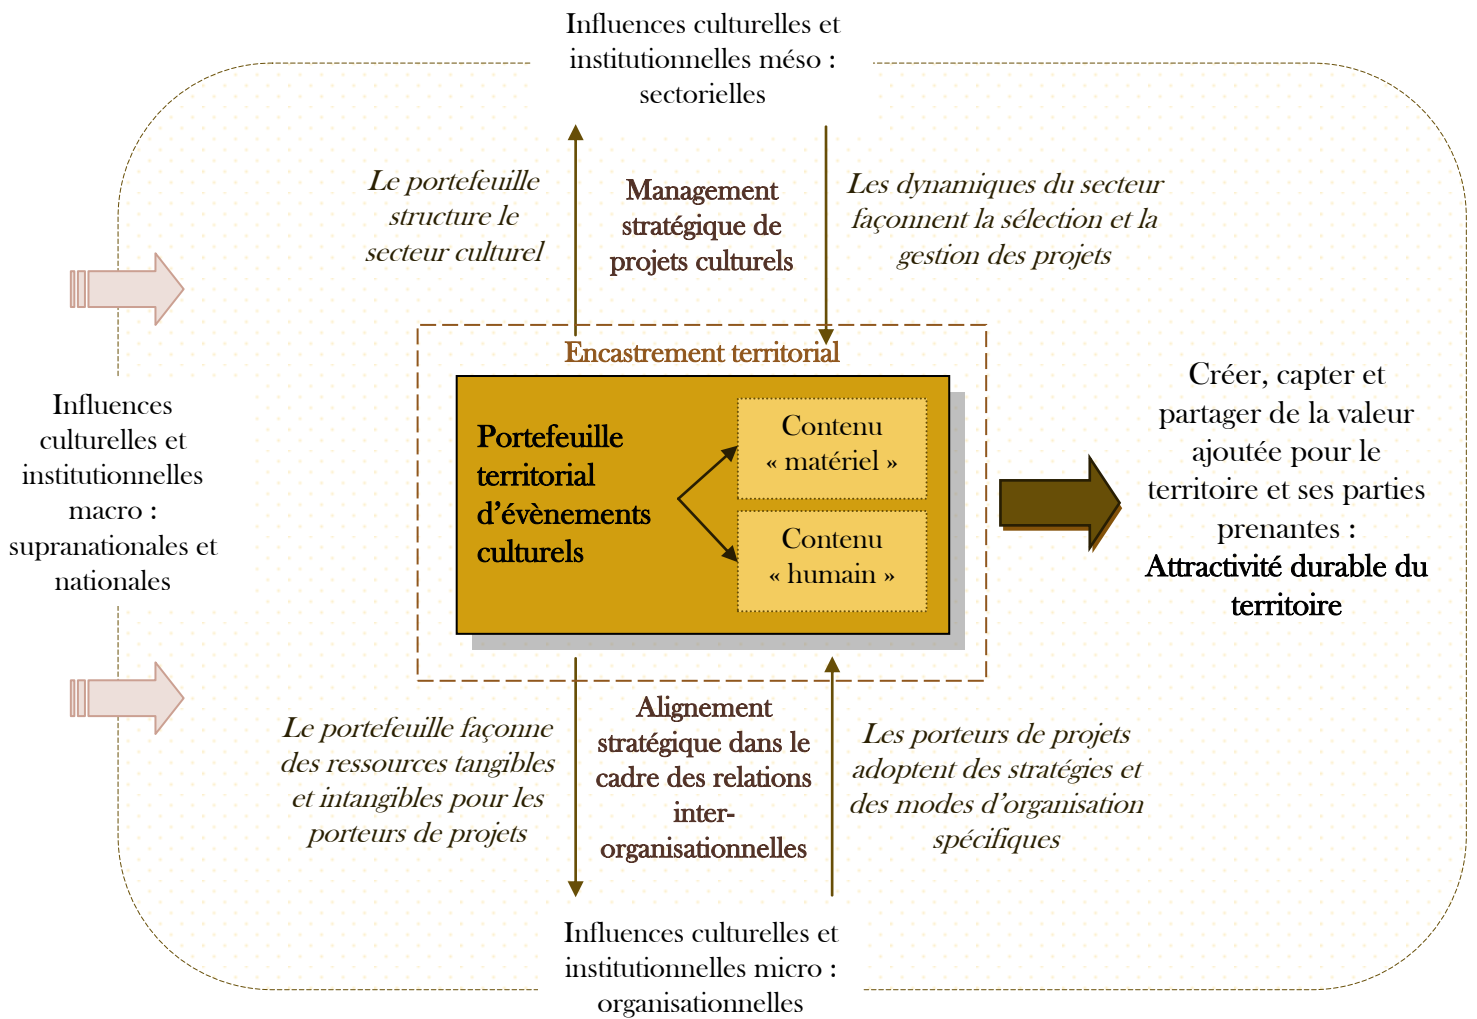 Influences culturelles et
institutionnelles méso :
sectorielles
Le portefeuille
structure le
secteur culturel
Management
stratégique de
projets culturels
Les dynamiques du secteur
façonnent la sélection et la
gestion des projets
Influences
culturelles et
institutionnelles
macro :
supranationales et
nationales
Encastrement territorial
Portefeuille
territorial
d’évènements
culturels
Contenu
« matériel »
Contenu
« humain »
Créer, capter et
partager de la valeur
ajoutée pour le
territoire et ses parties
prenantes :
Attractivité durable du
territoire
Le portefeuille façonne
des ressources tangibles
et intangibles pour les
porteurs de projets
Alignement
stratégique dans le
cadre des relations
inter-
organisationnelles
Les porteurs de projets
adoptent des stratégies et
des modes d’organisation
spécifiques
Influences culturelles et
institutionnelles micro :
organisationnelles